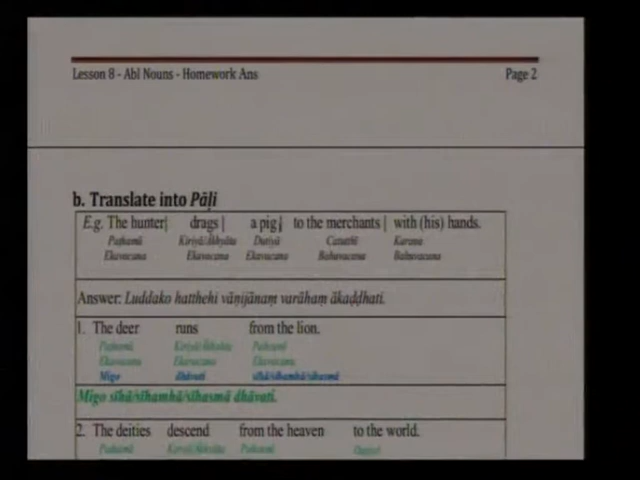 Lesson 8 - Abl Nouns - Homework Ans Page 2
b. Translate into Pāḷi
E.g. The hunter| drags | a pig| to the merchants | with (his) hands.
Paṭhamā Kiriyā/Ākhyāta Dutiyā Catutthī Karaṇa
Ekavacana Ekavacana Ekavacana Bahuvacana Bahuvacana
Answer: Luddako hatthehi vāṇijānaṃ varāhaṃ ākaḍḍhati.
1. The deer runs from the lion.
Paṭhamā Kiriyā/Ākhyāta Pañcamī
Ekavacana Ekavacana Ekavacana
Migo dhāvati sīhā/sīhamhā/sīhasmā
Migo sīhā/sīhamhā/sīhasmā dhāvati.
2. The deities descend from the heaven to the world.
Paṭhamā Kiriyā/Ākhyāta Pañcamī